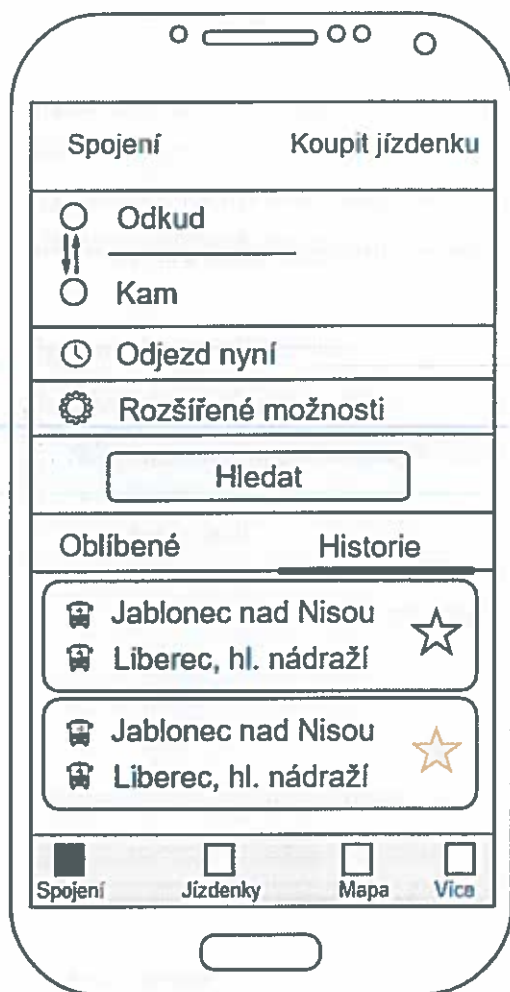 Spojení Koupit jízdenku
Odkud
Kam
Odjezd nyní
Rozšířené možnosti
Hledat
Oblíbené Historie
Jablonec nad Nisou
Liberec, hl. nádraží
Jablonec nad Nisou
Liberec, hl. nádraží
Spojení Jízdenky Mapa Více